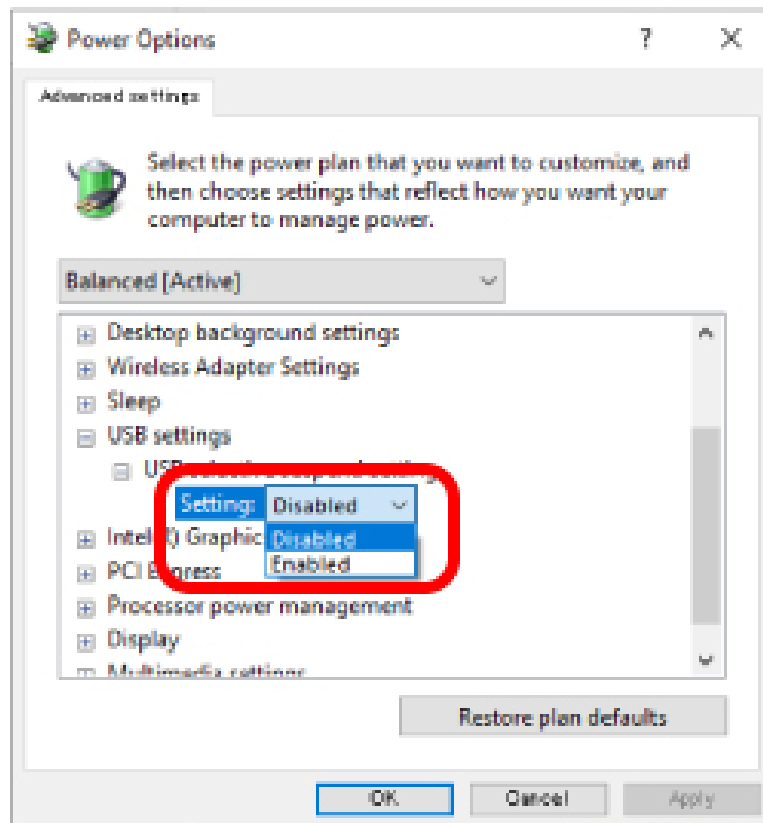 Power Options
?
Advanced settings
Select the power plan that you want to customize, and
then choose settings that reflect how you want your
computer to manage power.
Balanced [Active]
Desktop background settings
Wireless Adapter Settings
Sleep
USB settings
Setting: Disabled
Disabled
Enabled
PCI
Processor power management
Display
Multimedia settings
Restore plan defaults
OK
Cancel
Apply